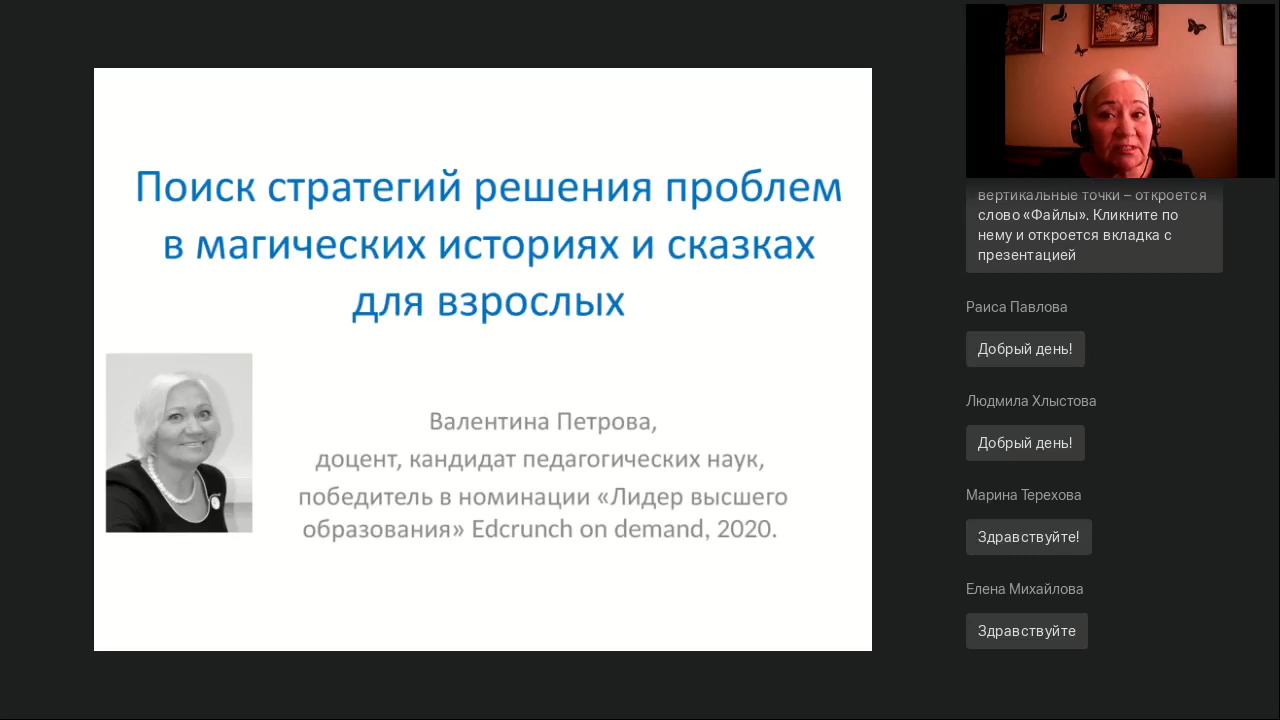 Поиск стратегий решения проблем
в магических историях и сказках
для взрослых
Валентина Петрова,
доцент, кандидат педагогических наук,
победитель в номинации «Лидер высшего
образования» Edcrunch on demand, 2020.
вертикальные точки – откроется
слово «Файлы». Кликните по
нему и откроется вкладка с
презентацией
Раиса Павлова
Добрый день!
Людмила Хлыстова
Добрый день!
Марина Терехова
Здравствуйте!
Елена Михайлова
Здравствуйте